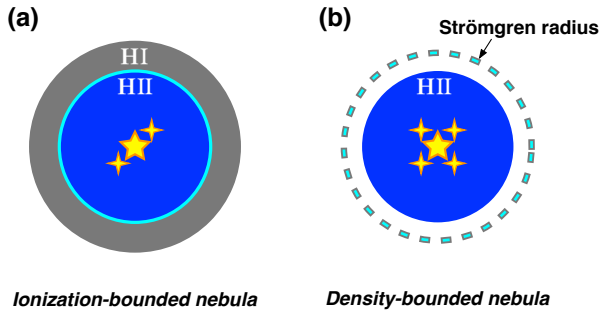 (a)
HI
HII
Ionization-bounded nebula
(b)
Strömgren radius
HII
Density-bounded nebula